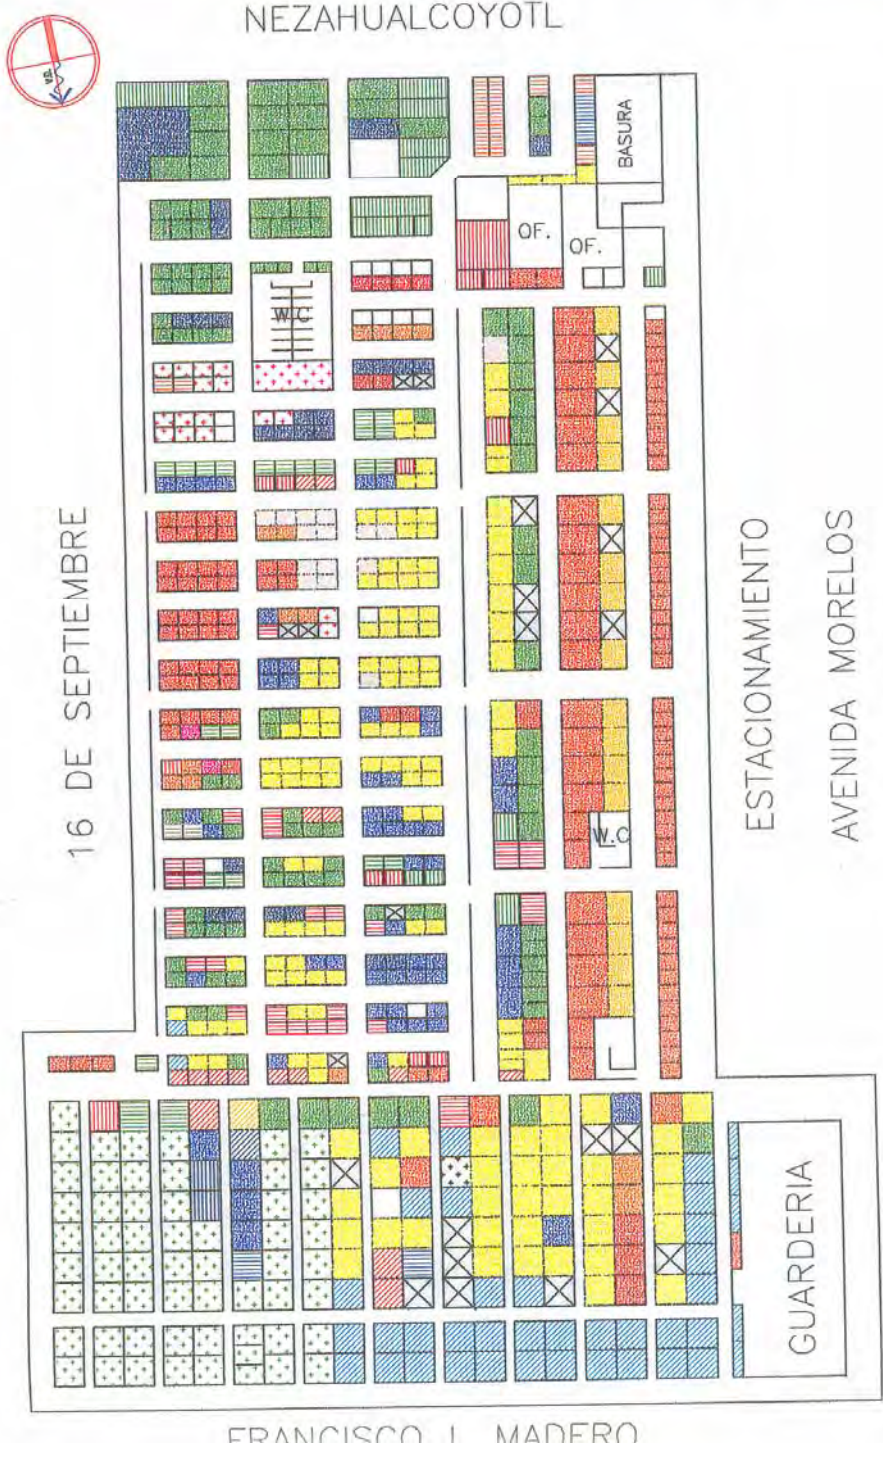 NEZAHUALCOYOTL
BASURA
OF.
OF.
W.C
16 DE SEPTIEMBRE
ESTACIONAMIENTO
AVENIDA MORELOS
W.C
GUARDERIA
FRANCISCO I. MADERO